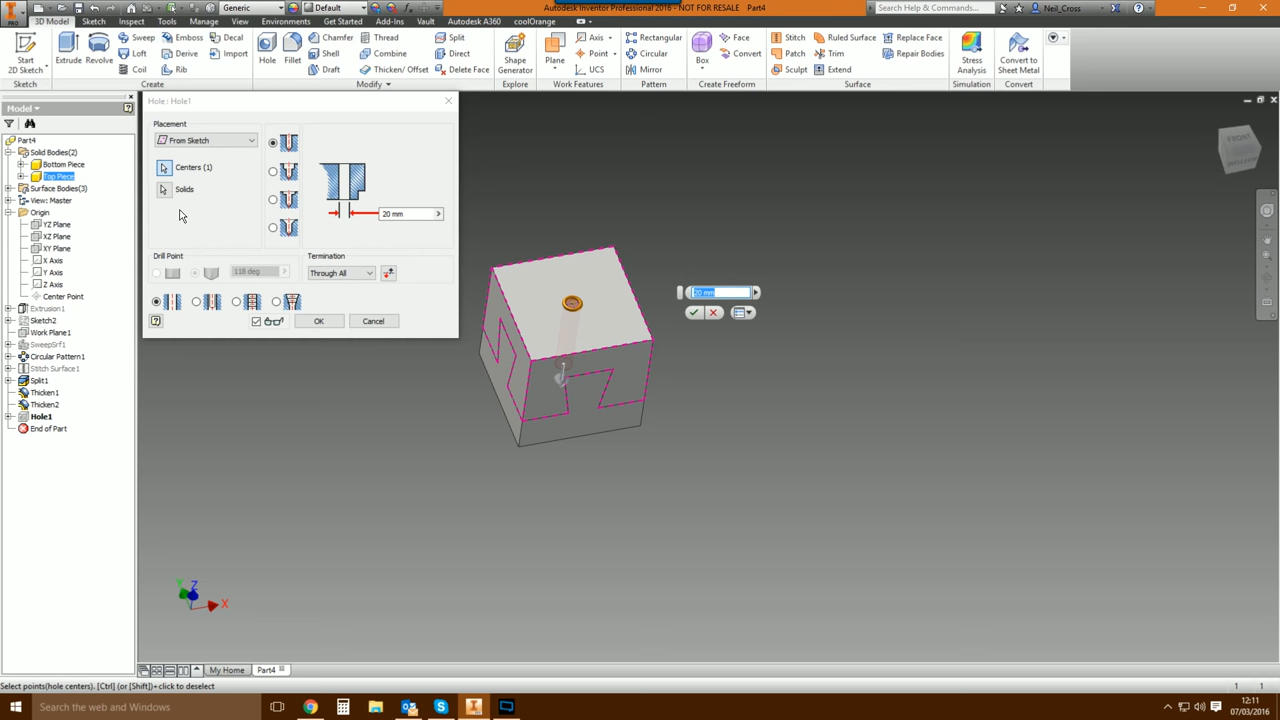 PRO
Generic
Default
Autodesk Inventor Professional 2016 - NOT FOR RESALE Part4
Search Help & Commands...
Neil_Cross
3D Model Sketch Inspect Tools Manage View Environments Get Started Add-Ins Vault Autodesk A360 coolOrange
Start
2D Sketch
Extrude
Revolve
Sweep
Loft
Coil
Emboss
Derive
Rib
Decal
Import
Hole
Fillet
Chamfer
Shell
Draft
Thread
Combine
Thicken/ Offset
Split
Direct
Delete Face
Shape
Generator
Plane
Axis
Point
UCS
Rectangular
Circular
Mirror
Box
Face
Convert
Stitch
Patch
Sculpt
Ruled Surface
Trim
Extend
Replace Face
Repair Bodies
Stress
Analysis
Convert to
Sheet Metal
Sketch
Create
Modify
Explore
Work Features
Pattern
Create Freeform
Surface
Simulation
Convert
Model
Part4
Solid Bodies(2)
Bottom Piece
Top Piece
Surface Bodies(3)
View: Master
Origin
YZ Plane
XZ Plane
XY Plane
X Axis
Y Axis
Z Axis
Center Point
Extrusion1
Sketch2
Work Plane1
SweepSrf1
Circular Pattern1
Stitch Surface1
Split1
Thicken1
Thicken2
Hole1
End of Part
Hole : Hole1
Placement
From Sketch
Centers (1)
Solids
20 mm
Drill Point
118 deg
Termination
Through All
OK
Cancel
20 mm
FRONT
Y
Z
X
My Home
Part4
Select points(hole centers). [Ctrl] (or [Shift])+click to deselect
1
1
Search the web and Windows
12:11
07/03/2016